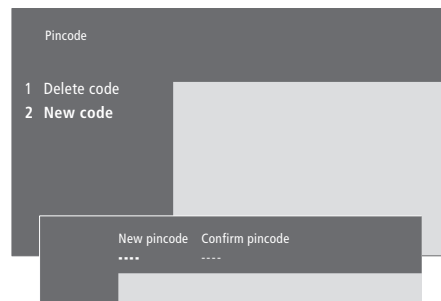 Pincode
1 Delete code
2 New code
New pincode Confirm pincode
---- ----